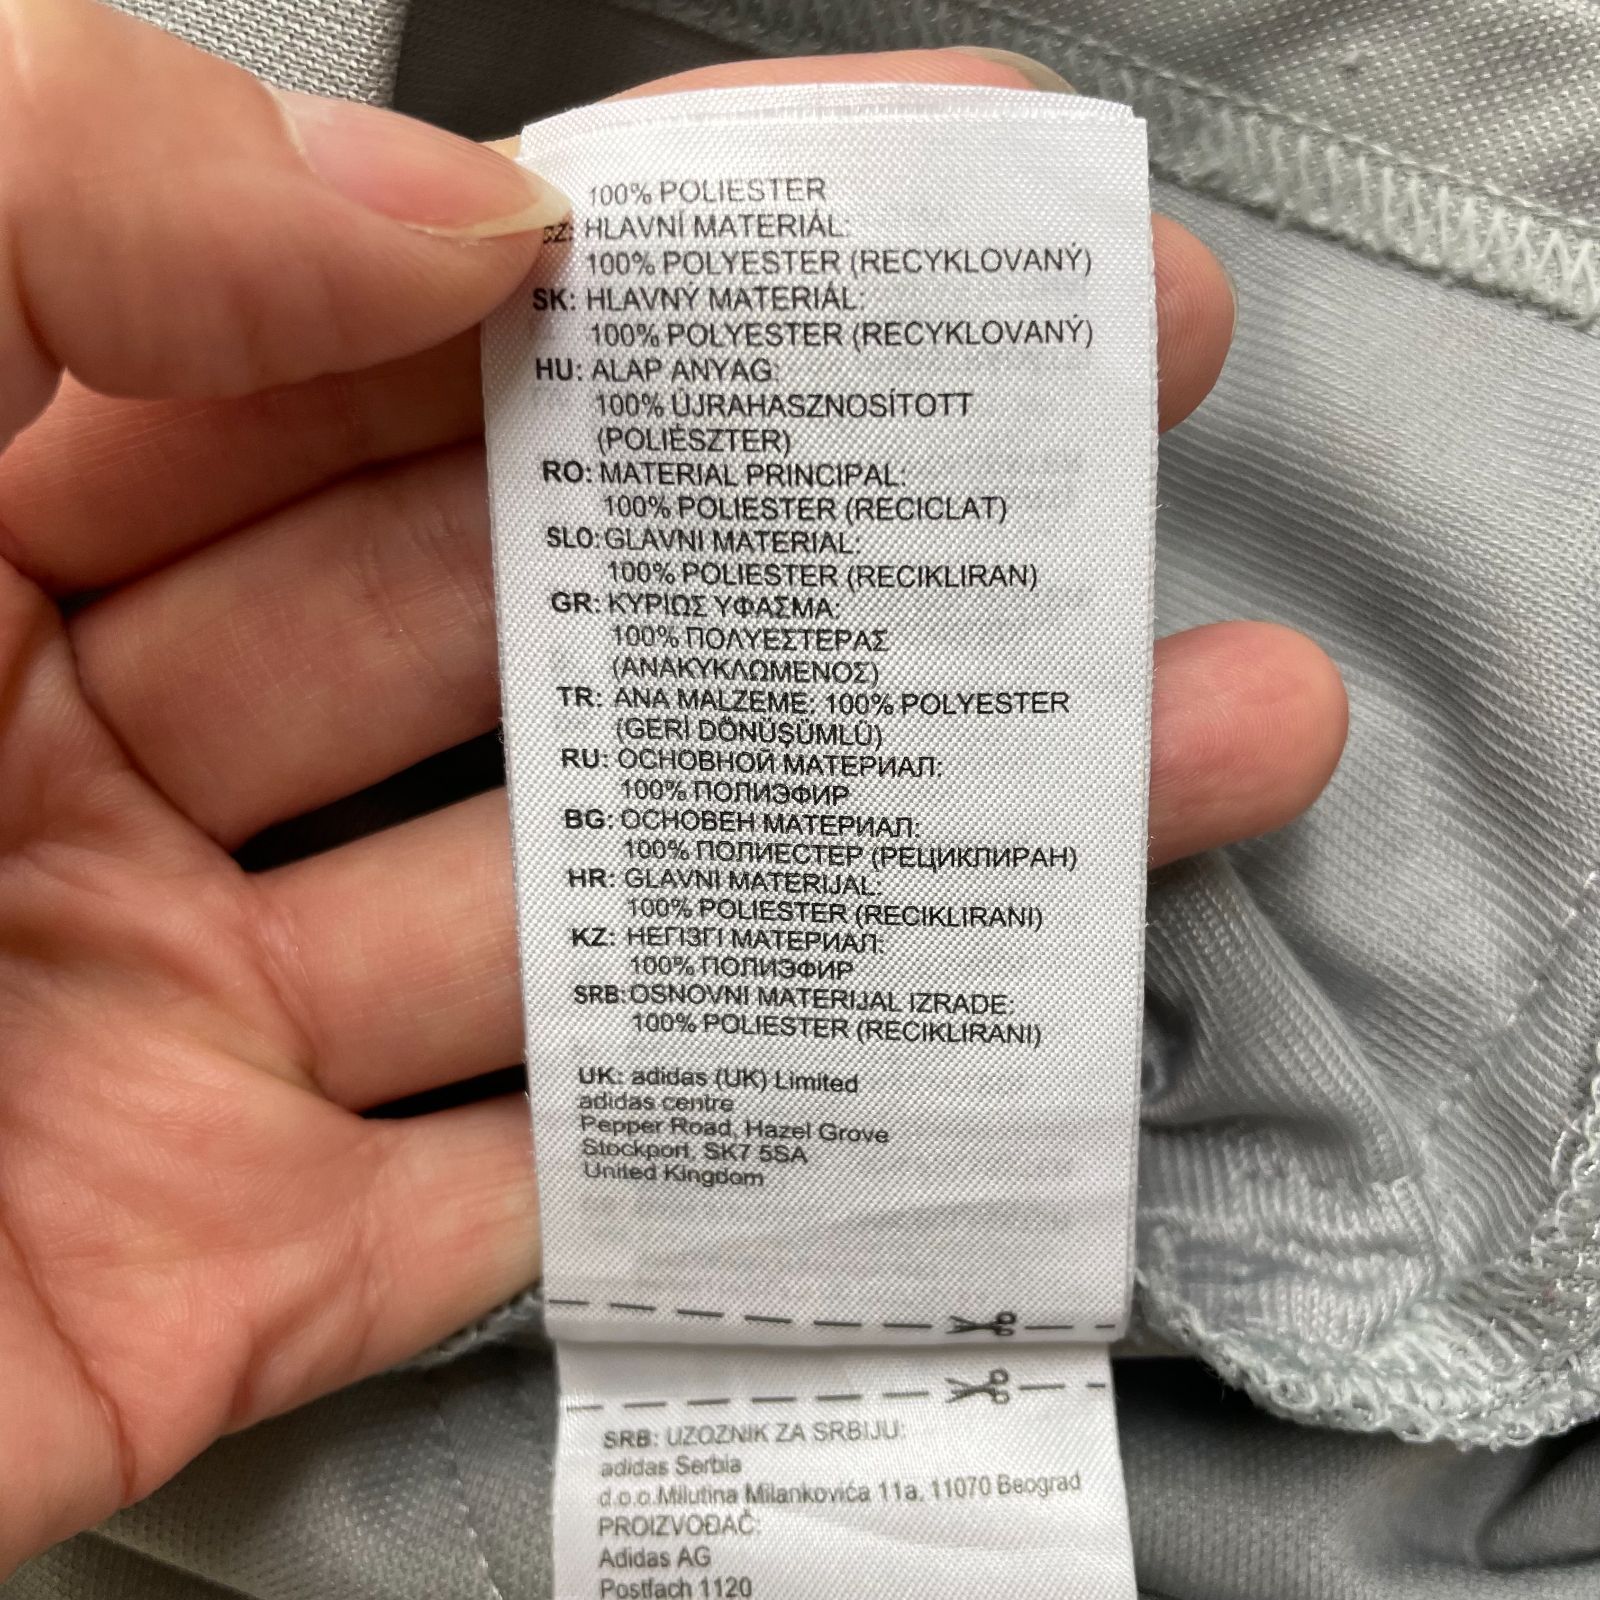 100% POLIESTER
CZ: HLAVNÍ MATERIÁL:
100% POLYESTER (RECYKLOVANÝ)
SK: HLAVNÝ MATERIÁL:
100% POLYESTER (RECYKLOVANÝ)
HU: ALAP ANYAG:
100% ÚJRAHASZNOSÍTOTT
(POLIÉSZTER)
RO: MATERIAL PRINCIPAL:
100% POLIESTER (RECICLAT)
SLO: GLAVNI MATERIAL:
100% POLIESTER (RECIKLIRAN)
GR: ΚΥΡΙΩΣ ΥΦΑΣΜΑ:
100% ΠΟΛΥΕΣΤΕΡΑΣ
(ΑΝΑΚΥΚΛΩΜΕΝΟΣ)
TR: ANA MALZEME: 100% POLYESTER
(GERİ DÖNÜŞÜMLÜ)
RU: ОСНОВНОЙ МАТЕРИАЛ:
100% ПОЛИЭФИР
BG: ОСНОВЕН МАТЕРИАЛ:
100% ПОЛИЕСТЕР (РЕЦИКЛИРАН)
HR: GLAVNI MATERIJAL:
100% POLIESTER (RECIKLIRANI)
KZ: НЕГІЗГІ МАТЕРИАЛ:
100% ПОЛИЭФИР
SRB: OSNOVNI MATERIJAL IZRADE:
100% POLIESTER (RECIKLIRANI)
UK: adidas (UK) Limited
adidas centre
Pepper Road, Hazel Grove
Stockport, SK7 5SA
United Kingdom
SRB: UZOZNIK ZA SRBIJU:
adidas Serbia
d.o.o.Milutina Milankovića 11a, 11070 Beograd
PROIZVOĐAČ:
Adidas AG
Postfach 1120